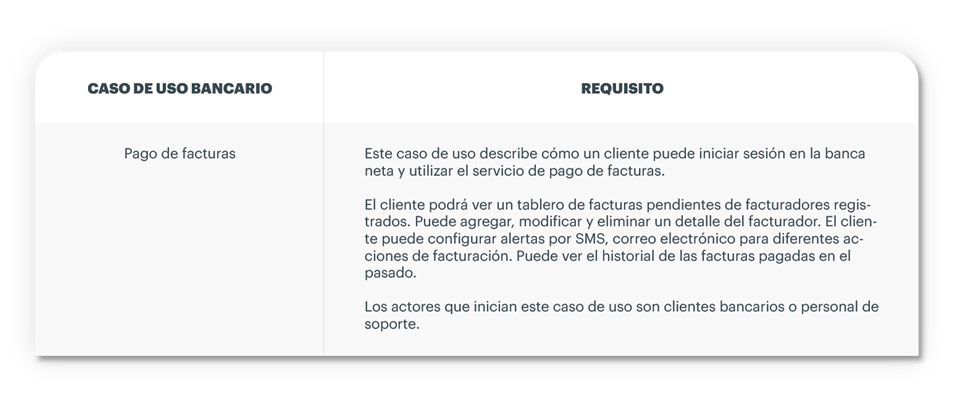 CASO DE USO BANCARIO
REQUISITO
Pago de facturas
Este caso de uso describe cómo un cliente puede iniciar sesión en la banca
neta y utilizar el servicio de pago de facturas.
El cliente podrá ver un tablero de facturas pendientes de facturadores regis-
trados. Puede agregar, modificar y eliminar un detalle del facturador. El clien-
te puede configurar alertas por SMS, correo electrónico para diferentes ac-
ciones de facturación. Puede ver el historial de las facturas pagadas en el
pasado.
Los actores que inician este caso de uso son clientes bancarios o personal de
soporte.